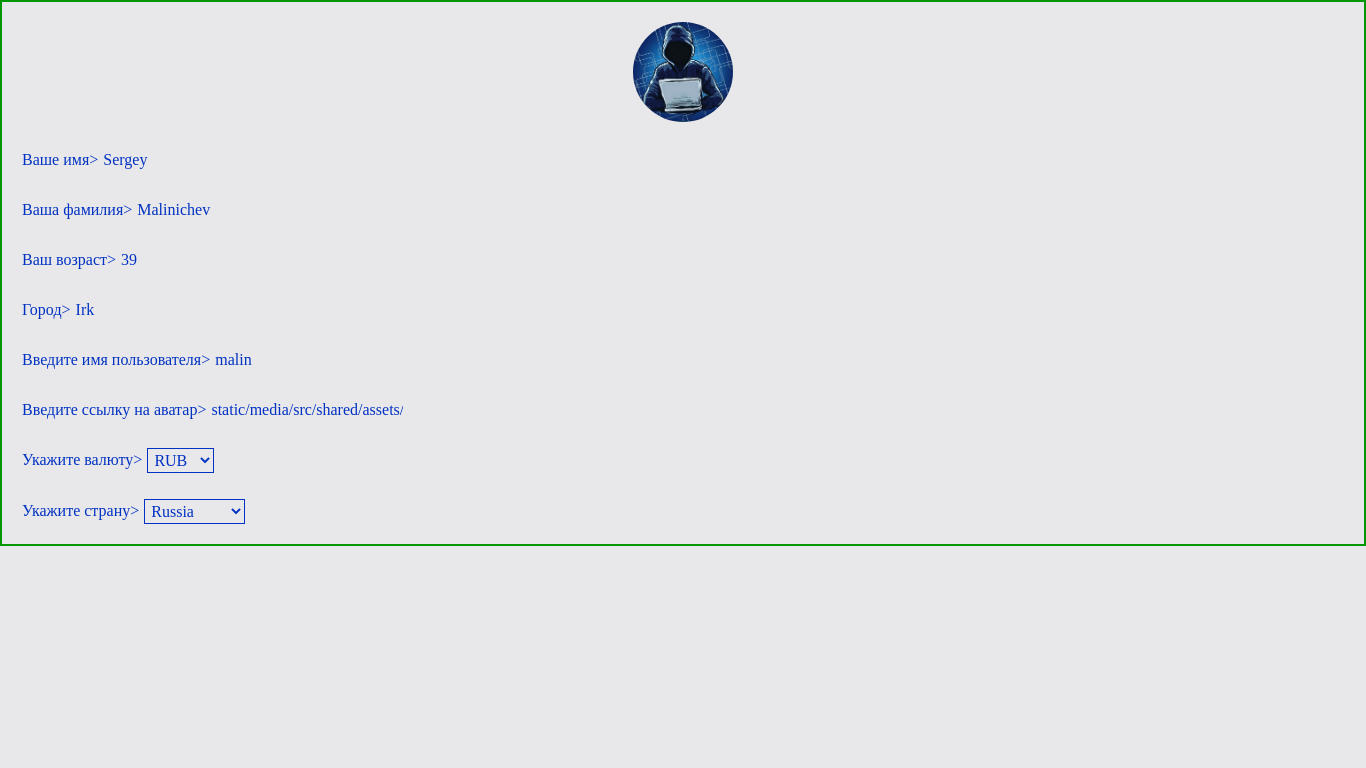 Ваше имя> Sergey
Ваша фамилия> Malinichev
Ваш возраст> 39
Город> Irk
Введите имя пользователя> malin
Введите ссылку на аватар> static/media/src/shared/assets/
Укажите валюту> RUB
Укажите страну> Russia